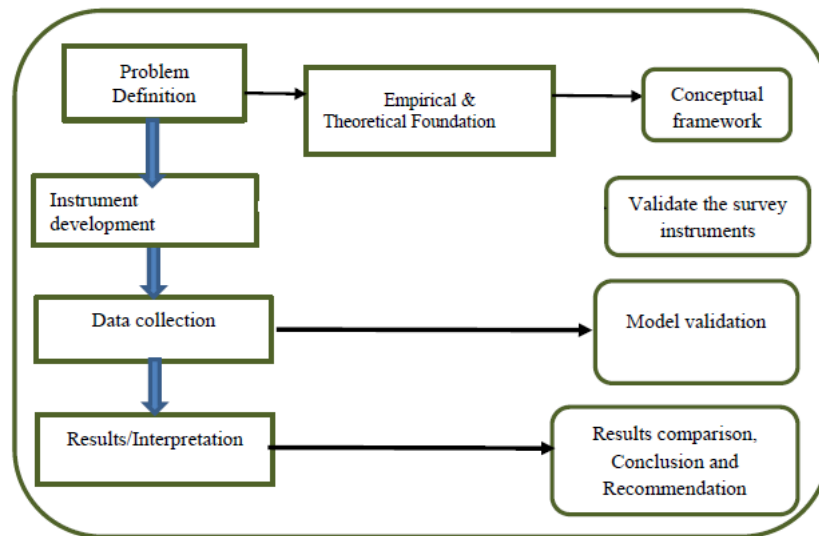 Problem
Definition
Empirical &
Theoretical Foundation
Conceptual
framework
Instrument
development
Validate the survey
instruments
Data collection
Model validation
Results/Interpretation
Results comparison,
Conclusion and
Recommendation